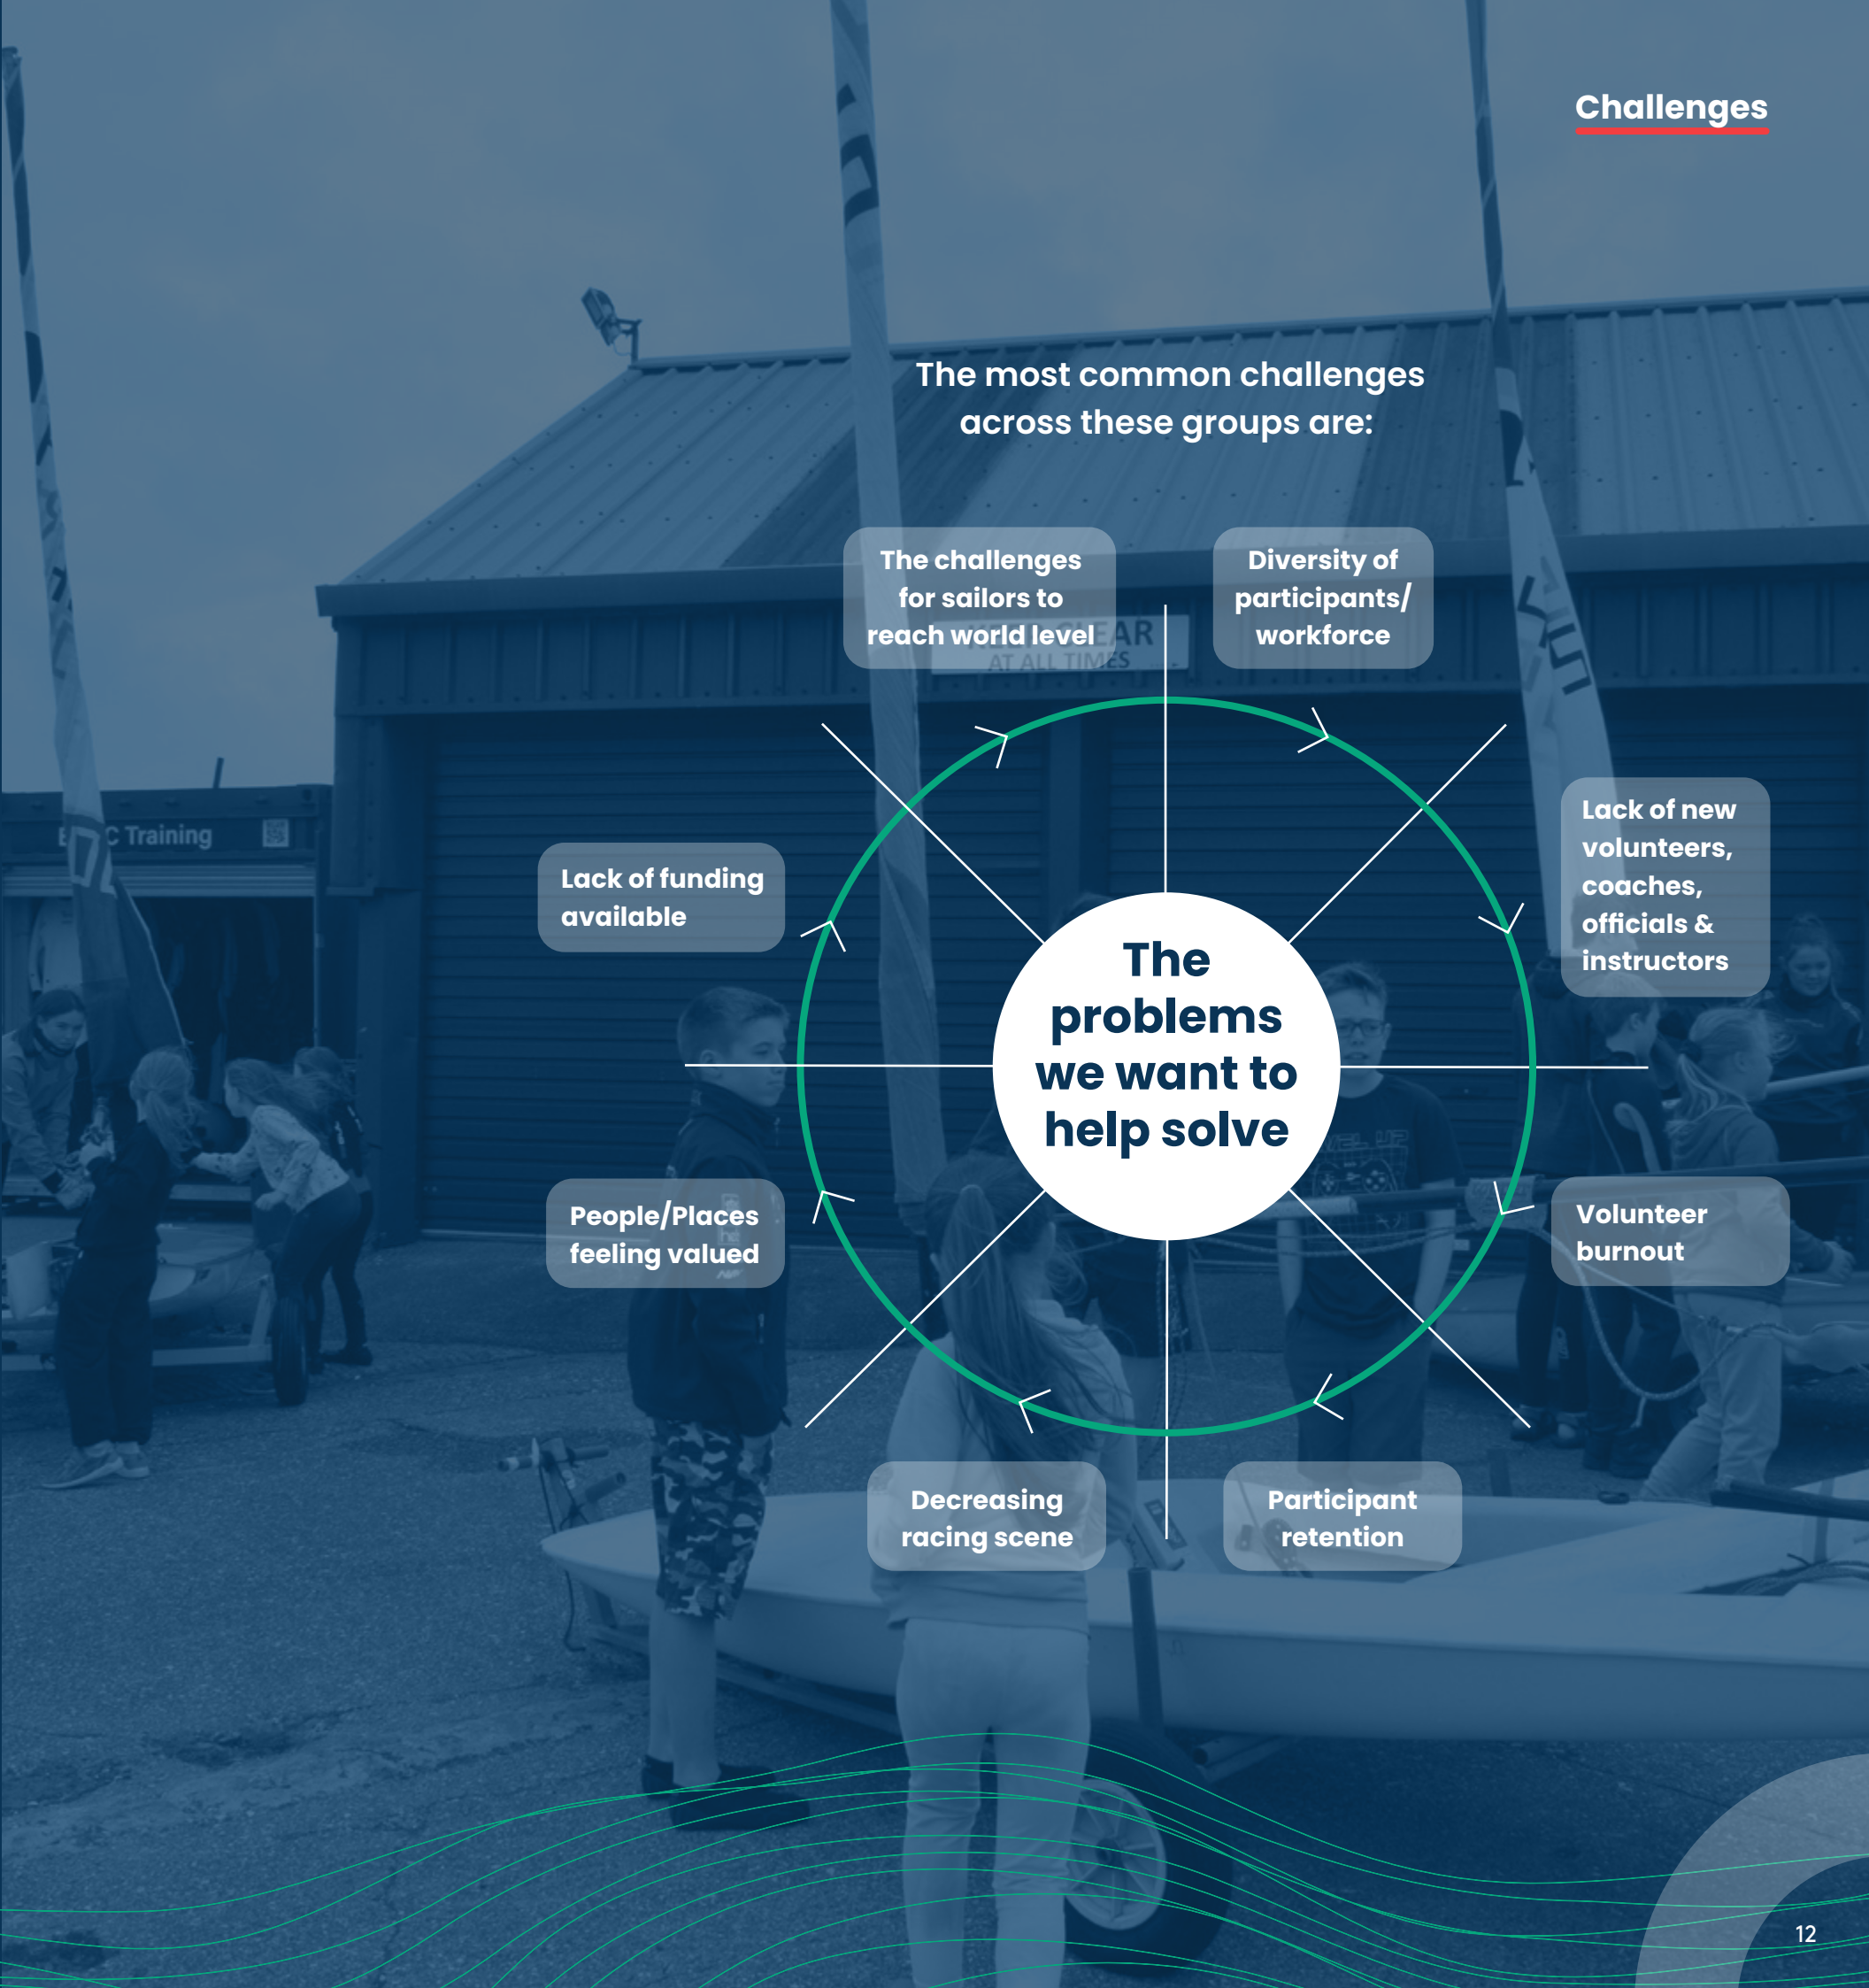 Challenges
The most common challenges
across these groups are:
The challenges
for sailors to
reach world level
Diversity of
participants/
workforce
KEEP CLEAR
AT ALL TIMES
Lack of new
volunteers,
coaches,
officials &
instructors
C Training
Lack of funding
available
The
problems
we want to
help solve
People/Places
feeling valued
Volunteer
burnout
Decreasing
racing scene
Participant
retention
12